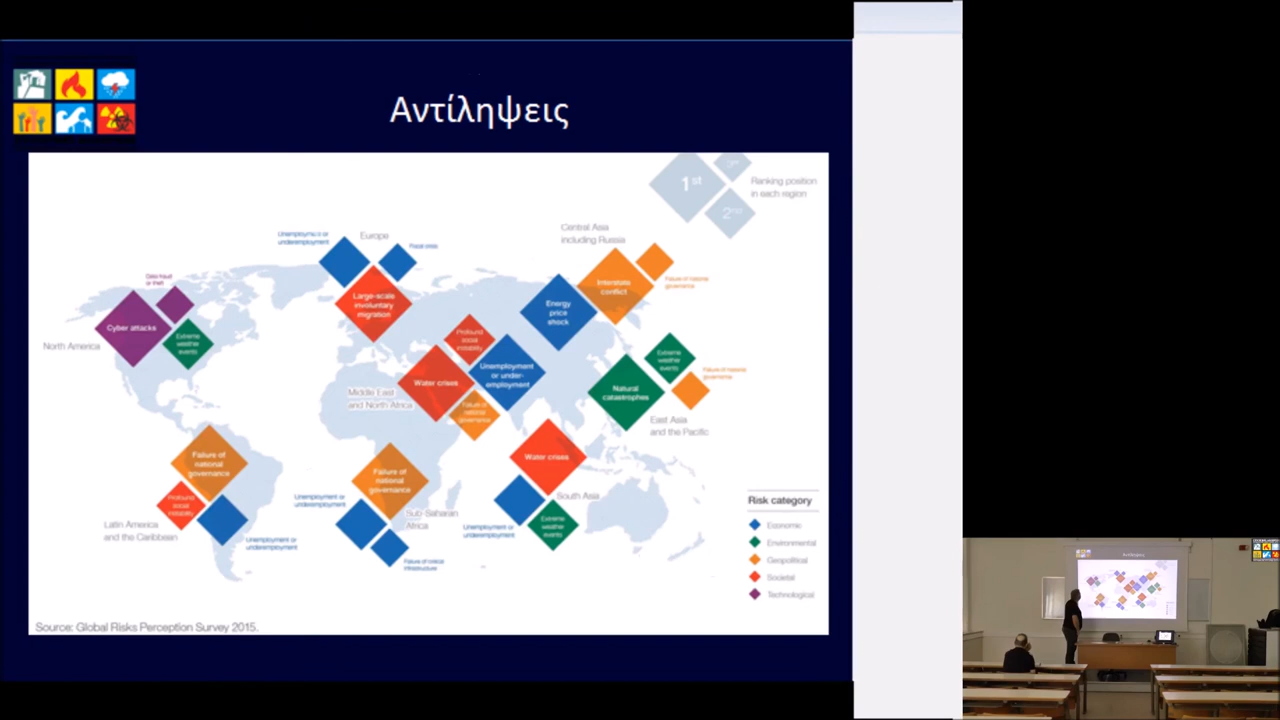 Αντίληψεις
1st
2nd
Ranking position
in each region
Central Asia
including Russia
Europe
Unemployment or
underemployment
Fiscal crisis
Large-scale
involuntary
migration
Data fraud
or theft
Cyber attacks
Extreme
weather
events
North America
Energy
price
shock
Interstate
conflict
Failure of national
governance
Profound
social
instability
Water crises
Unemployment
or under-
employment
Failure of
national
governance
Middle East
and North Africa
Natural
catastrophes
Extreme
weather
events
Failure of national
governance
East Asia
and the Pacific
Failure of
national
governance
Profound
social
instability
Unemployment or
underemployment
Latin America
and the Caribbean
Failure of
national
governance
Unemployment or
underemployment
Sub-Saharan
Africa
Failure of critical
infrastructure
Water crises
South Asia
Unemployment or
underemployment
Extreme
weather
events
Risk category
Economic
Environmental
Geopolitical
Societal
Technological
Source: Global Risks Perception Survey 2015.
Αντίληψεις